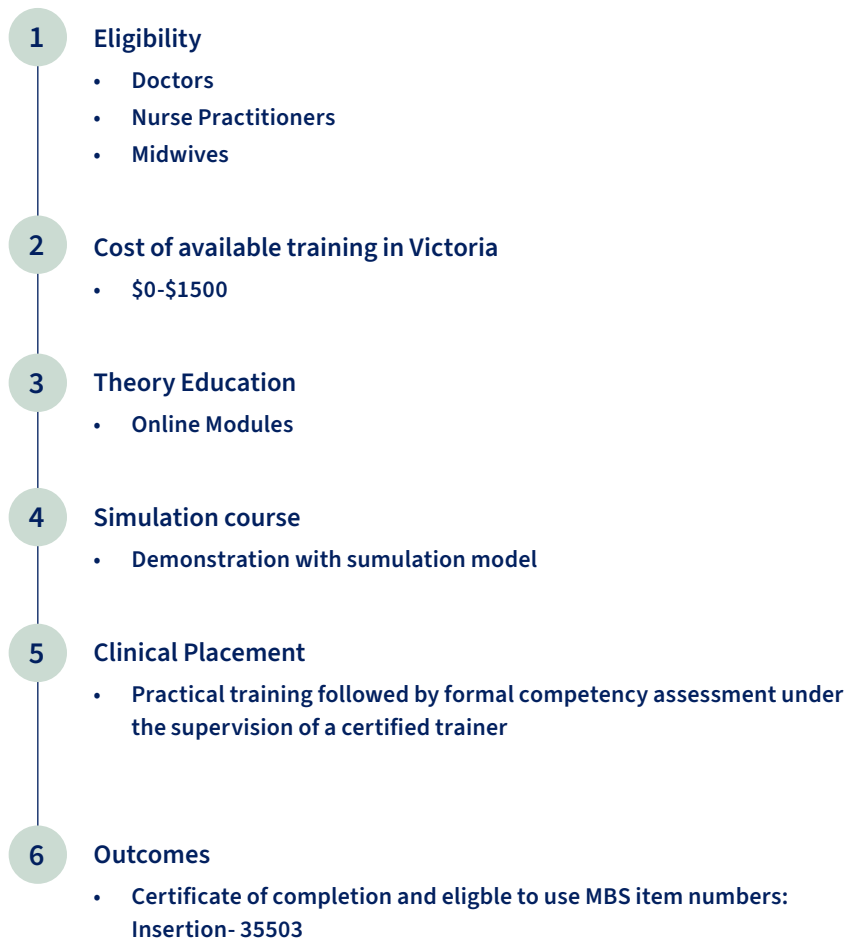 1 Eligibility
• Doctors
• Nurse Practitioners
• Midwives
2 Cost of available training in Victoria
• $0-$1500
3 Theory Education
• Online Modules
4 Simulation course
• Demonstration with sumulation model
5 Clinical Placement
• Practical training followed by formal competency assessment under
the supervision of a certified trainer
6 Outcomes
• Certificate of completion and eligble to use MBS item numbers:
Insertion- 35503